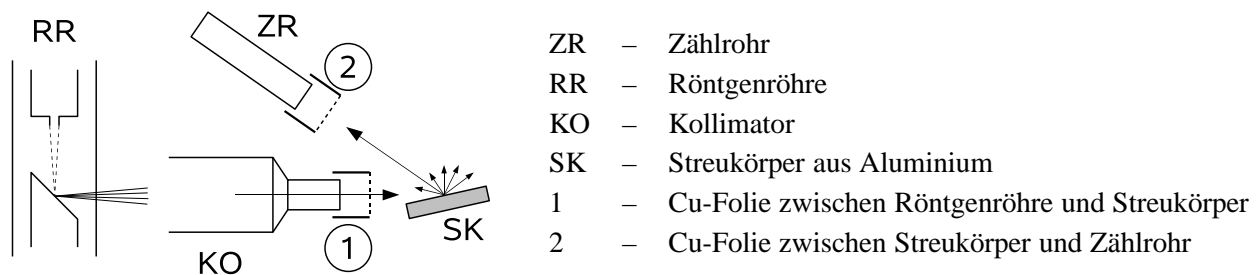 RR
ZR
2
KO
1
SK
ZR – Zählrohr
RR – Röntgenröhre
KO – Kollimator
SK – Streukörper aus Aluminium
1 – Cu-Folie zwischen Röntgenröhre und Streukörper
2 – Cu-Folie zwischen Streukörper und Zählrohr